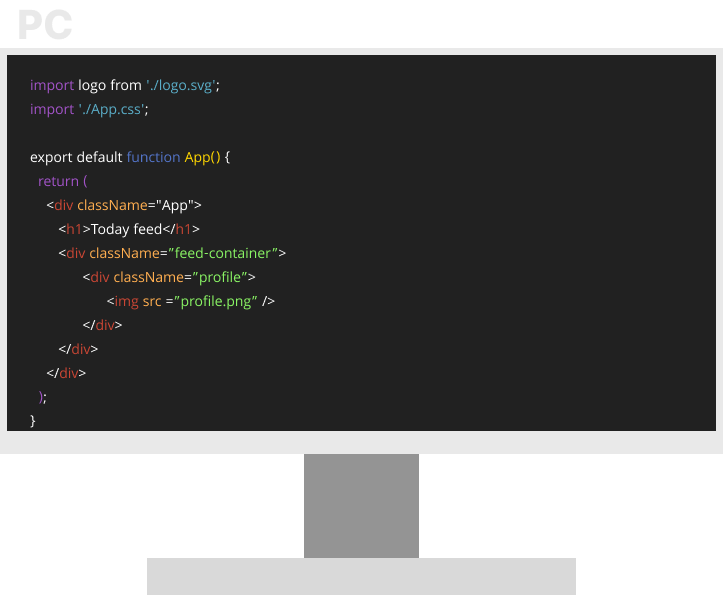 PC
import logo from './logo.svg';
import './App.css';
export default function App() {
return (
<div className="App">
<h1>Today feed</h1>
<div className=”feed-container”>
<div className=”profile”>
<img src =”profile.png” />
</div>
</div>
</div>
);
}